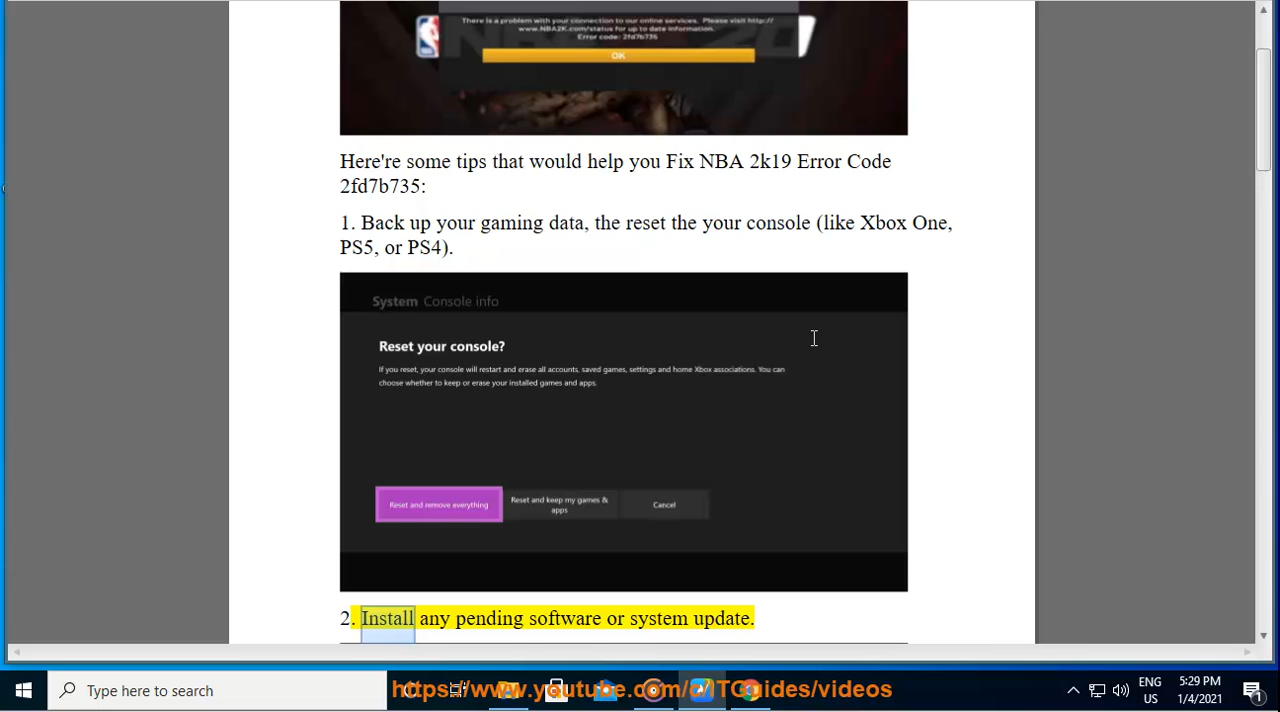 There is a problem with your connection to our online services. Please visit http://
www.NBA2K.com/status for up to date information.
Error code: 2fd7b735
OK
Here're some tips that would help you Fix NBA 2k19 Error Code
2fd7b735:
1. Back up your gaming data, the reset the your console (like Xbox One,
PS5, or PS4).
System Console info
Reset your console?
If you reset, your console will restart and erase all accounts, saved games, settings and home Xbox associations. You can
choose whether to keep or erase your installed games and apps.
Reset and remove everything
Reset and keep my games &
apps
Cancel
2. Install any pending software or system update.
Type here to search
https://www.youtube.com/c/ITGuides/videos
ENG
US
5:29 PM
1/4/2021
1